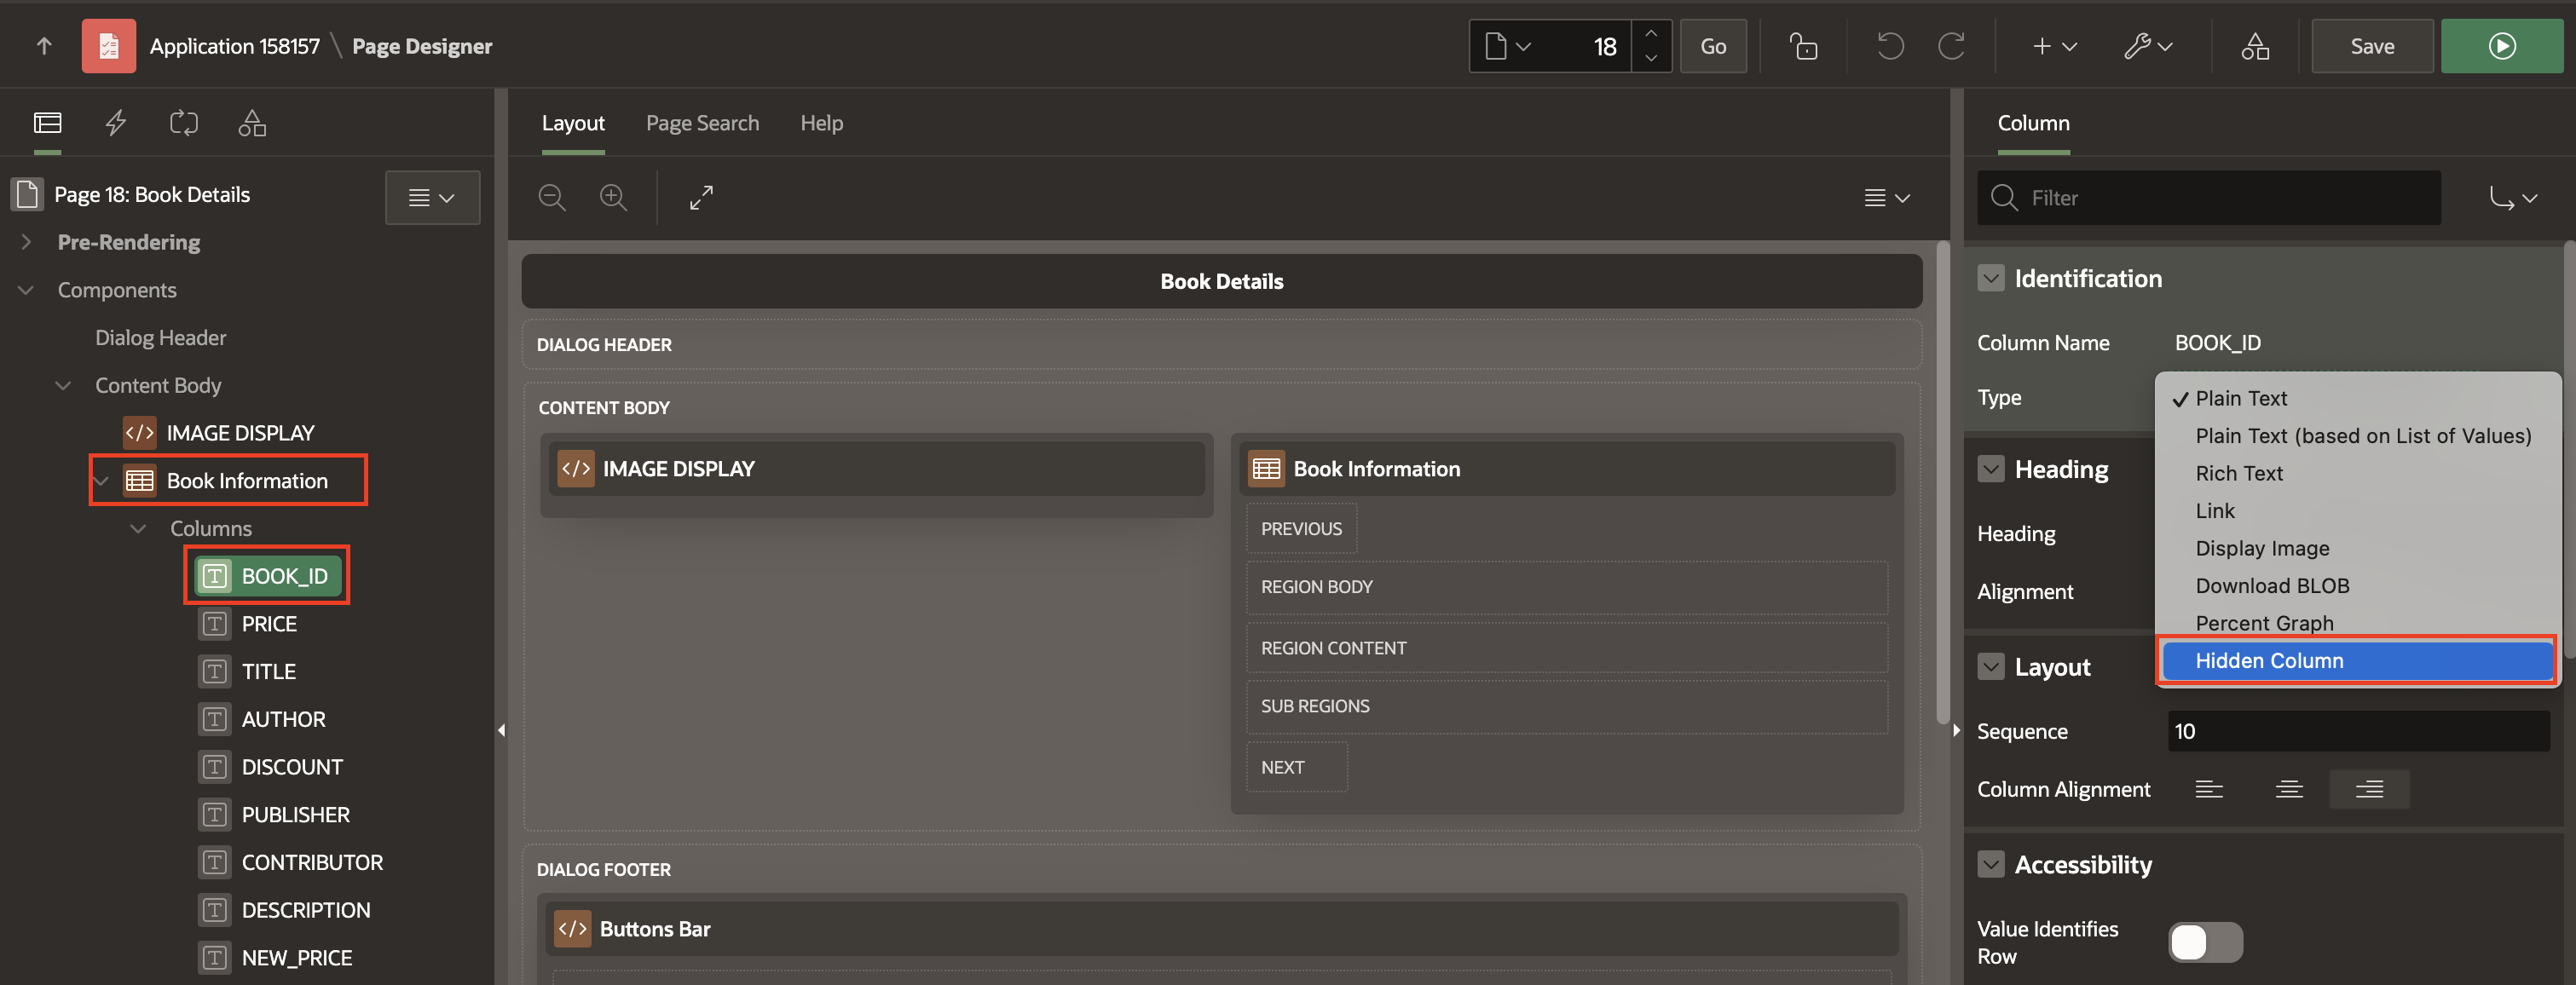 Application 158157 \ Page Designer
18
Go
Save
Page 18: Book Details
Pre-Rendering
Components
Dialog Header
Content Body
</> IMAGE DISPLAY
Book Information
Columns
T BOOK_ID
T PRICE
T TITLE
T AUTHOR
T DISCOUNT
T PUBLISHER
T CONTRIBUTOR
T DESCRIPTION
T NEW_PRICE
Layout Page Search Help
Book Details
DIALOG HEADER
CONTENT BODY
</> IMAGE DISPLAY
Book Information
PREVIOUS
REGION BODY
REGION CONTENT
SUB REGIONS
NEXT
DIALOG FOOTER
</> Buttons Bar
Column
Filter
Identification
Column Name BOOK_ID
Type
✓ Plain Text
Plain Text (based on List of Values)
Rich Text
Link
Display Image
Download BLOB
Percent Graph
Hidden Column
Heading
Heading
Alignment
Layout
Sequence 10
Column Alignment
Accessibility
Value Identifies
Row